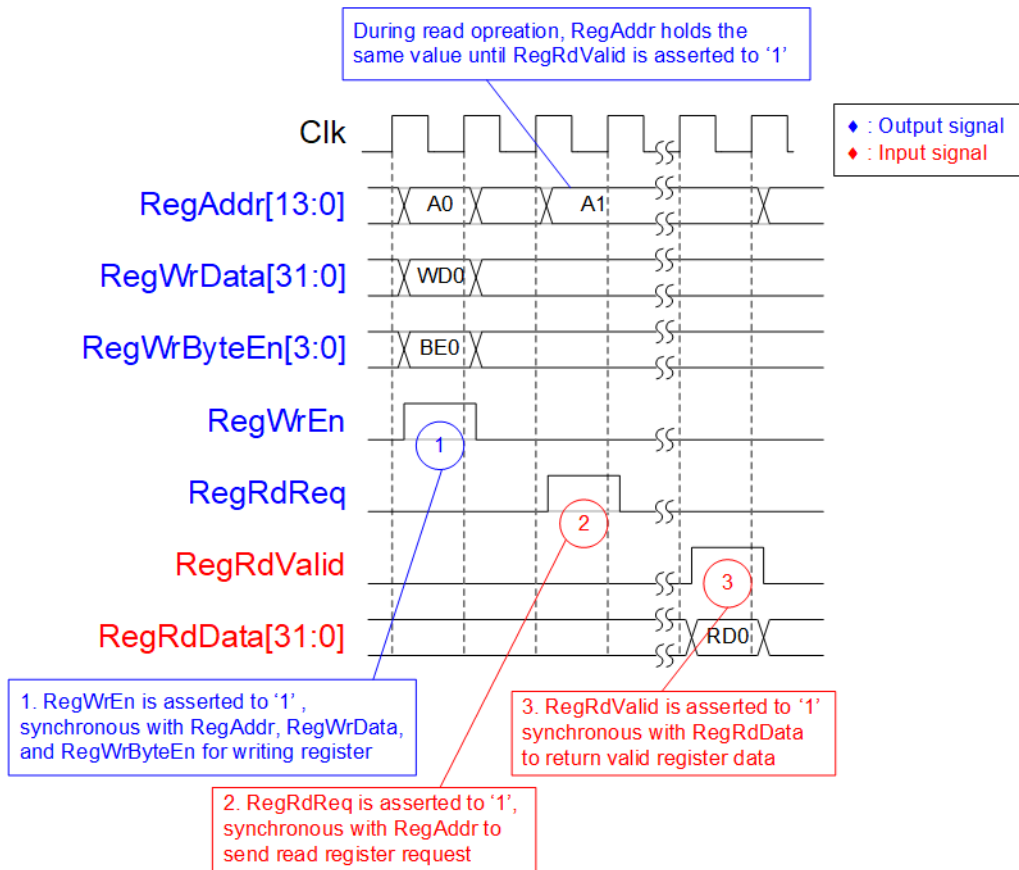 During read opreation, RegAddr holds the
same value until RegRdValid is asserted to ‘1’
Clk
♦ : Output signal
♦ : Input signal
RegAddr[13:0]
A0
A1
RegWrData[31:0]
WD0
RegWrByteEn[3:0]
BE0
RegWrEn
1
RegRdReq
2
RegRdValid
3
RegRdData[31:0]
RD0
1. RegWrEn is asserted to ‘1’ ,
synchronous with RegAddr, RegWrData,
and RegWrByteEn for writing register
3. RegRdValid is asserted to ‘1’
synchronous with RegRdData
to return valid register data
2. RegRdReq is asserted to ‘1’,
synchronous with RegAddr to
send read register request